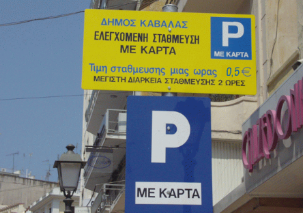 ΔΗΜΟΣ ΚΑΒΑΛΑΣ
ΕΛΕΓΧΟΜΕΝΗ ΣΤΑΘΜΕΥΣΗ
ΜΕ ΚΑΡΤΑ
P
ΜΕ ΚΑΡΤΑ
Τιμη σταθμευσης μιας ωρας 0,5€
ΜΕΓΙΣΤΗ ΔΙΑΡΚΕΙΑ ΣΤΑΘΜΕΥΣΗΣ 2 ΩΡΕΣ
P
ΜΕ ΚΑΡΤΑ